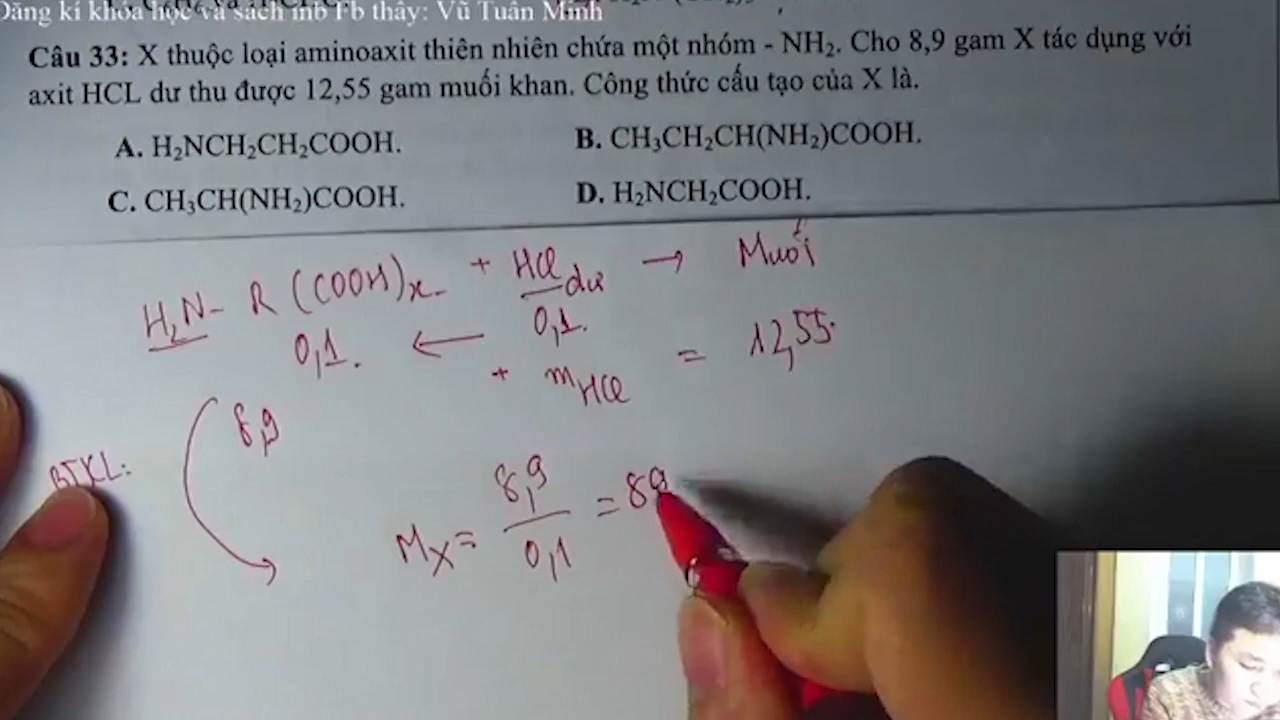 Đăng kí khóa học và sách inb Fb thầy: Vũ Tuấn Minh
Câu 33: X thuộc loại aminoaxit thiên nhiên chứa một nhóm - NH₂. Cho 8,9 gam X tác dụng với
axit HCL dư thu được 12,55 gam muối khan. Công thức cấu tạo của X là.
A. H₂NCH₂CH₂COOH. B. CH₃CH₂CH(NH₂)COOH.
C. CH₃CH(NH₂)COOH. D. H₂NCH₂COOH.
H₂N- R (COOH)ₓ + HCl dư → Muối
0,1. ← 0,1.
8,9 + mHCl = 12,55.
BTKL:
Mx = 8,9 / 0,1 = 89